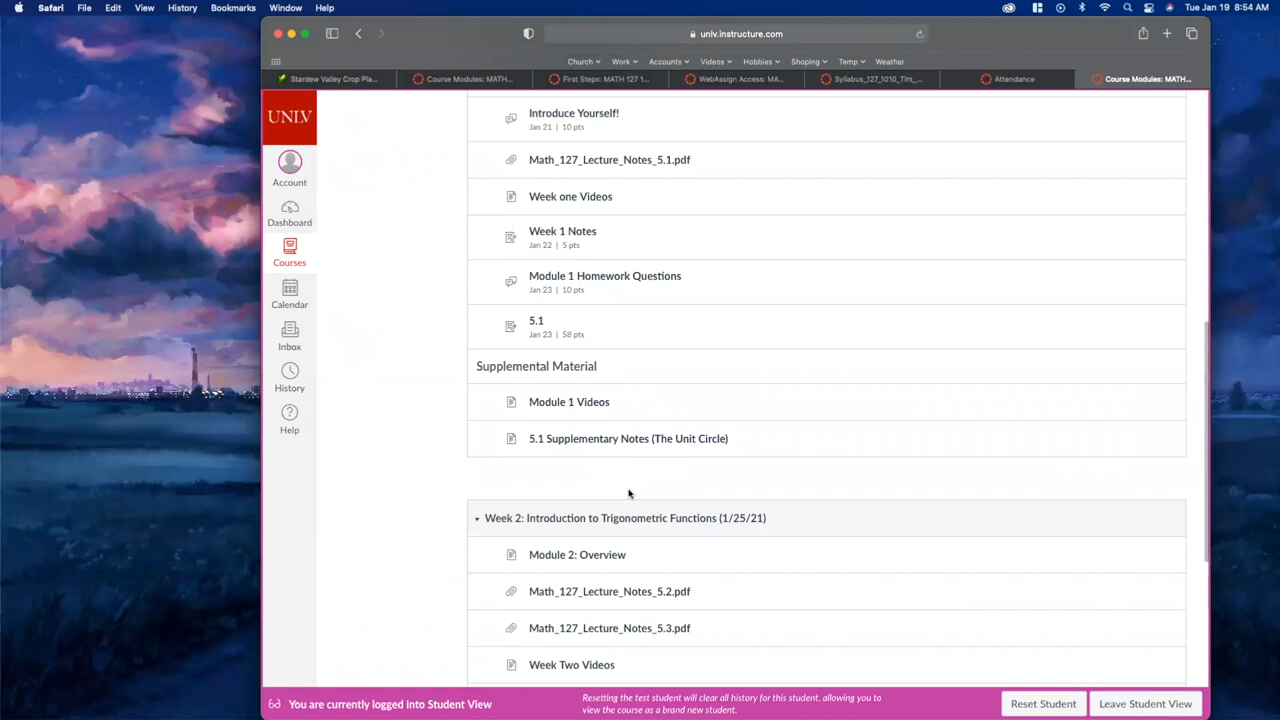 Safari File Edit View History Bookmarks Window Help Tue Jan 19 8:54 AM
univ.instructure.com
Church Work Accounts Videos Hobbies Shoping Temp Weather
Stardew Valley Crop Pla... Course Modules: MATH... First Steps: MATH 127 1... WebAssign Access: MA... Syllabus_127_1010_Tim_... Attendance Course Modules: MATH...
UNLV
Account
Dashboard
Courses
Calendar
Inbox
History
Help
Introduce Yourself!
Jan 21 | 10 pts
Math_127_Lecture_Notes_5.1.pdf
Week one Videos
Week 1 Notes
Jan 22 | 5 pts
Module 1 Homework Questions
Jan 23 | 10 pts
5.1
Jan 23 | 58 pts
Supplemental Material
Module 1 Videos
5.1 Supplementary Notes (The Unit Circle)
Week 2: Introduction to Trigonometric Functions (1/25/21)
Module 2: Overview
Math_127_Lecture_Notes_5.2.pdf
Math_127_Lecture_Notes_5.3.pdf
Week Two Videos
You are currently logged into Student View
Resetting the test student will clear all history for this student, allowing you to
view the course as a brand new student.
Reset Student
Leave Student View